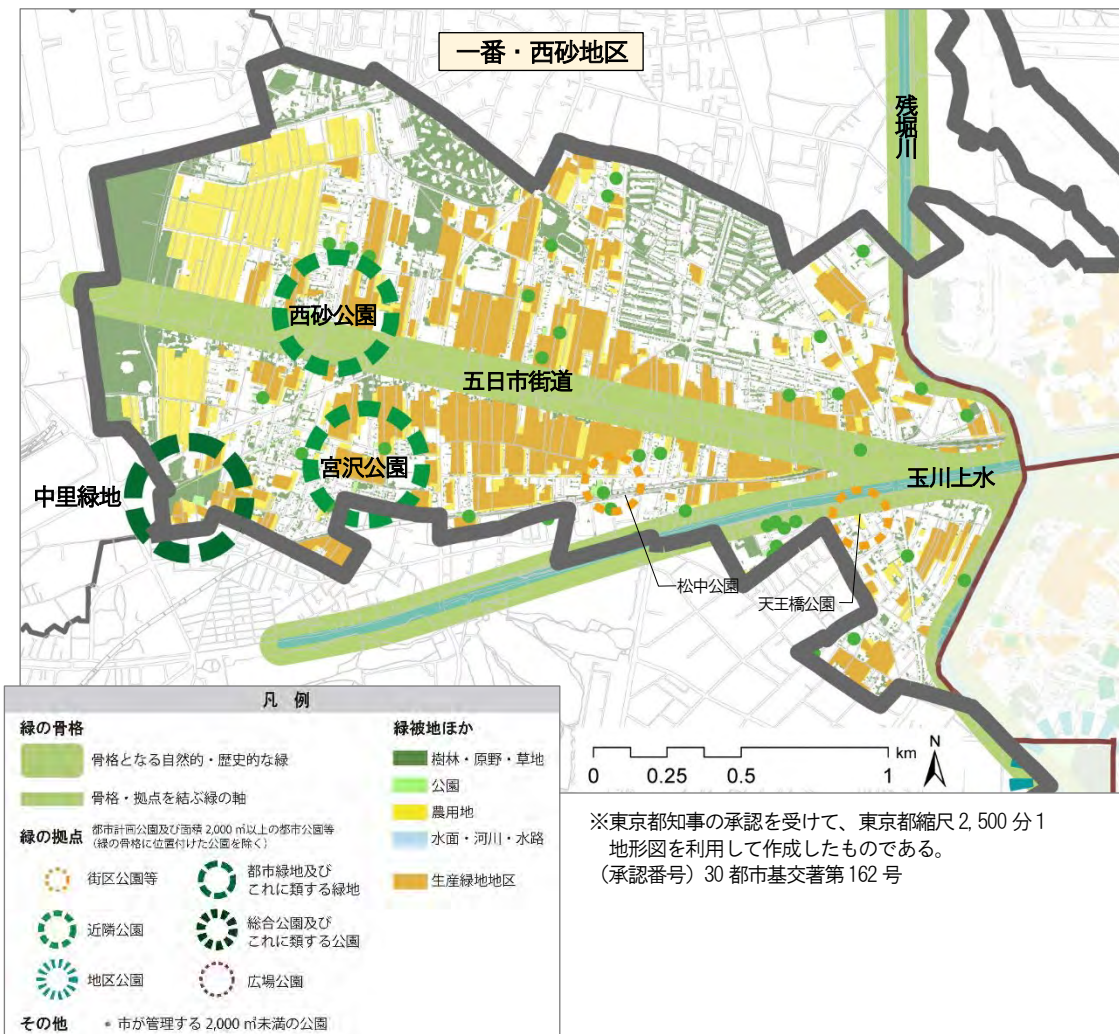 一番・西砂地区
残堀川
西砂公園
五日市街道
宮沢公園
中里緑地
玉川上水
松中公園
天王橋公園
凡 例
緑の骨格
骨格となる自然的・歴史的な緑
骨格・拠点を結ぶ緑の軸
緑の拠点
都市計画公園及び面積 2,000 ㎡以上の都市公園等
(緑の骨格に位置付けた公園を除く)
街区公園等
都市緑地及び
これに類する緑地
近隣公園
総合公園及び
これに類する公園
地区公園
広場公園
その他
市が管理する 2,000 ㎡未満の公園
緑被地ほか
樹林・原野・草地
公園
農用地
水面・河川・水路
生産緑地地区
0 0.25 0.5 1
km
N
※東京都知事の承認を受けて、東京都縮尺 2,500 分 1
地形図を利用して作成したものである。
(承認番号) 30 都市基交著第 162 号